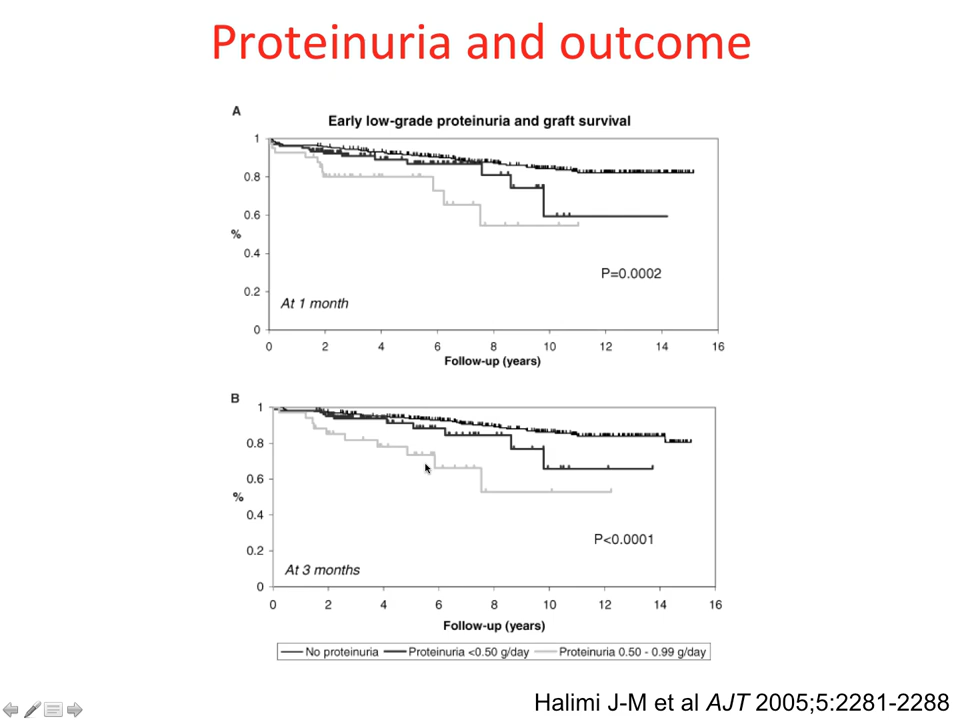 Proteinuria and outcome
A
Early low-grade proteinuria and graft survival
1
0.8
0.6
%
0.4
P=0.0002
0.2
At 1 month
0
0 2 4 6 8 10 12 14 16
Follow-up (years)
B
1
0.8
0.6
%
0.4
P<0.0001
0.2
At 3 months
0
0 2 4 6 8 10 12 14 16
Follow-up (years)
No proteinuria Proteinuria <0.50 g/day Proteinuria 0.50 - 0.99 g/day
Halimi J-M et al AJT 2005;5:2281-2288